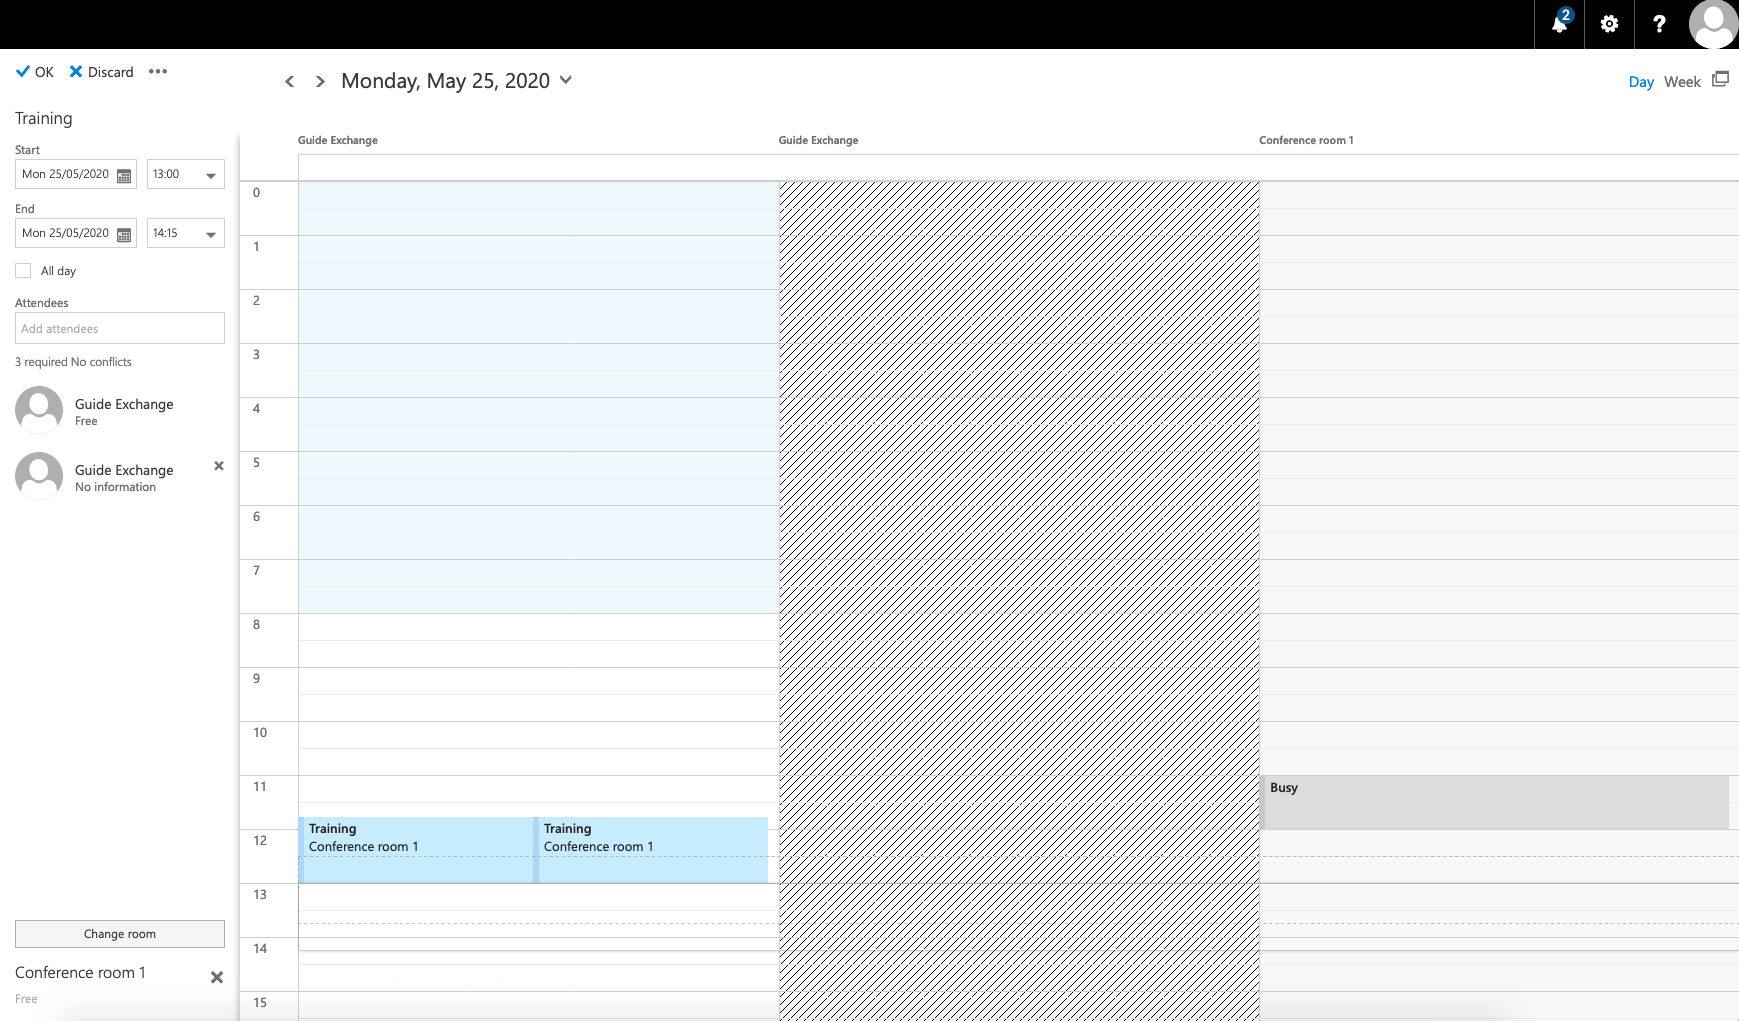 2
OK Discard
Monday, May 25, 2020
Day Week
Training
Start
Mon 25/05/2020 13:00
End
Mon 25/05/2020 14:15
All day
Attendees
Add attendees
3 required No conflicts
Guide Exchange
Free
Guide Exchange
No information
Change room
Conference room 1
Free
Guide Exchange Guide Exchange Conference room 1
0
1
2
3
4
5
6
7
8
9
10
11
Busy
Training Training
12
Conference room 1 Conference room 1
13
14
15